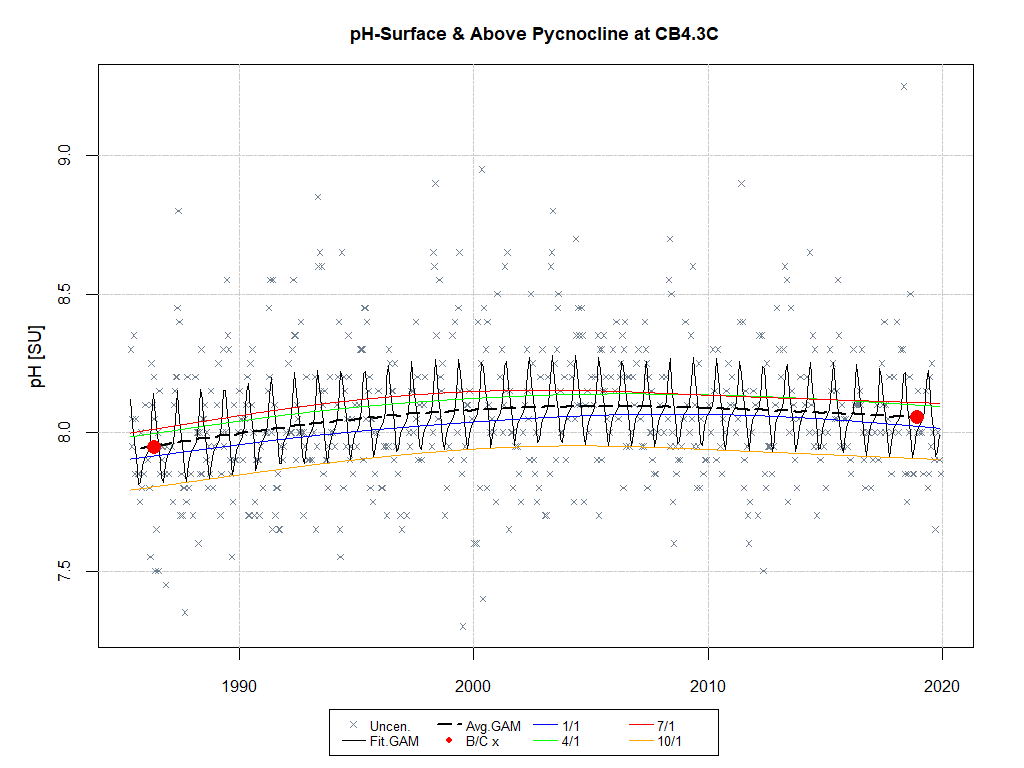 pH-Surface & Above Pycnocline at CB4.3C
pH [SU]
9.0
8.5
8.0
7.5
1990 2000 2010 2020
Uncen. Avg.GAM 1/1 7/1
Fit.GAM B/C x 4/1 10/1